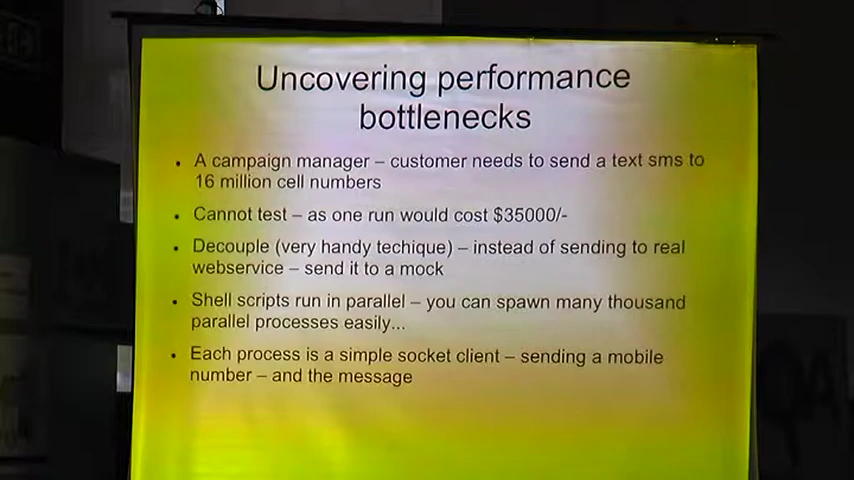 Uncovering performance
bottlenecks
• A campaign manager – customer needs to send a text sms to
16 million cell numbers
• Cannot test – as one run would cost $35000/-
• Decouple (very handy techique) – instead of sending to real
webservice – send it to a mock
• Shell scripts run in parallel – you can spawn many thousand
parallel processes easily...
• Each process is a simple socket client – sending a mobile
number – and the message